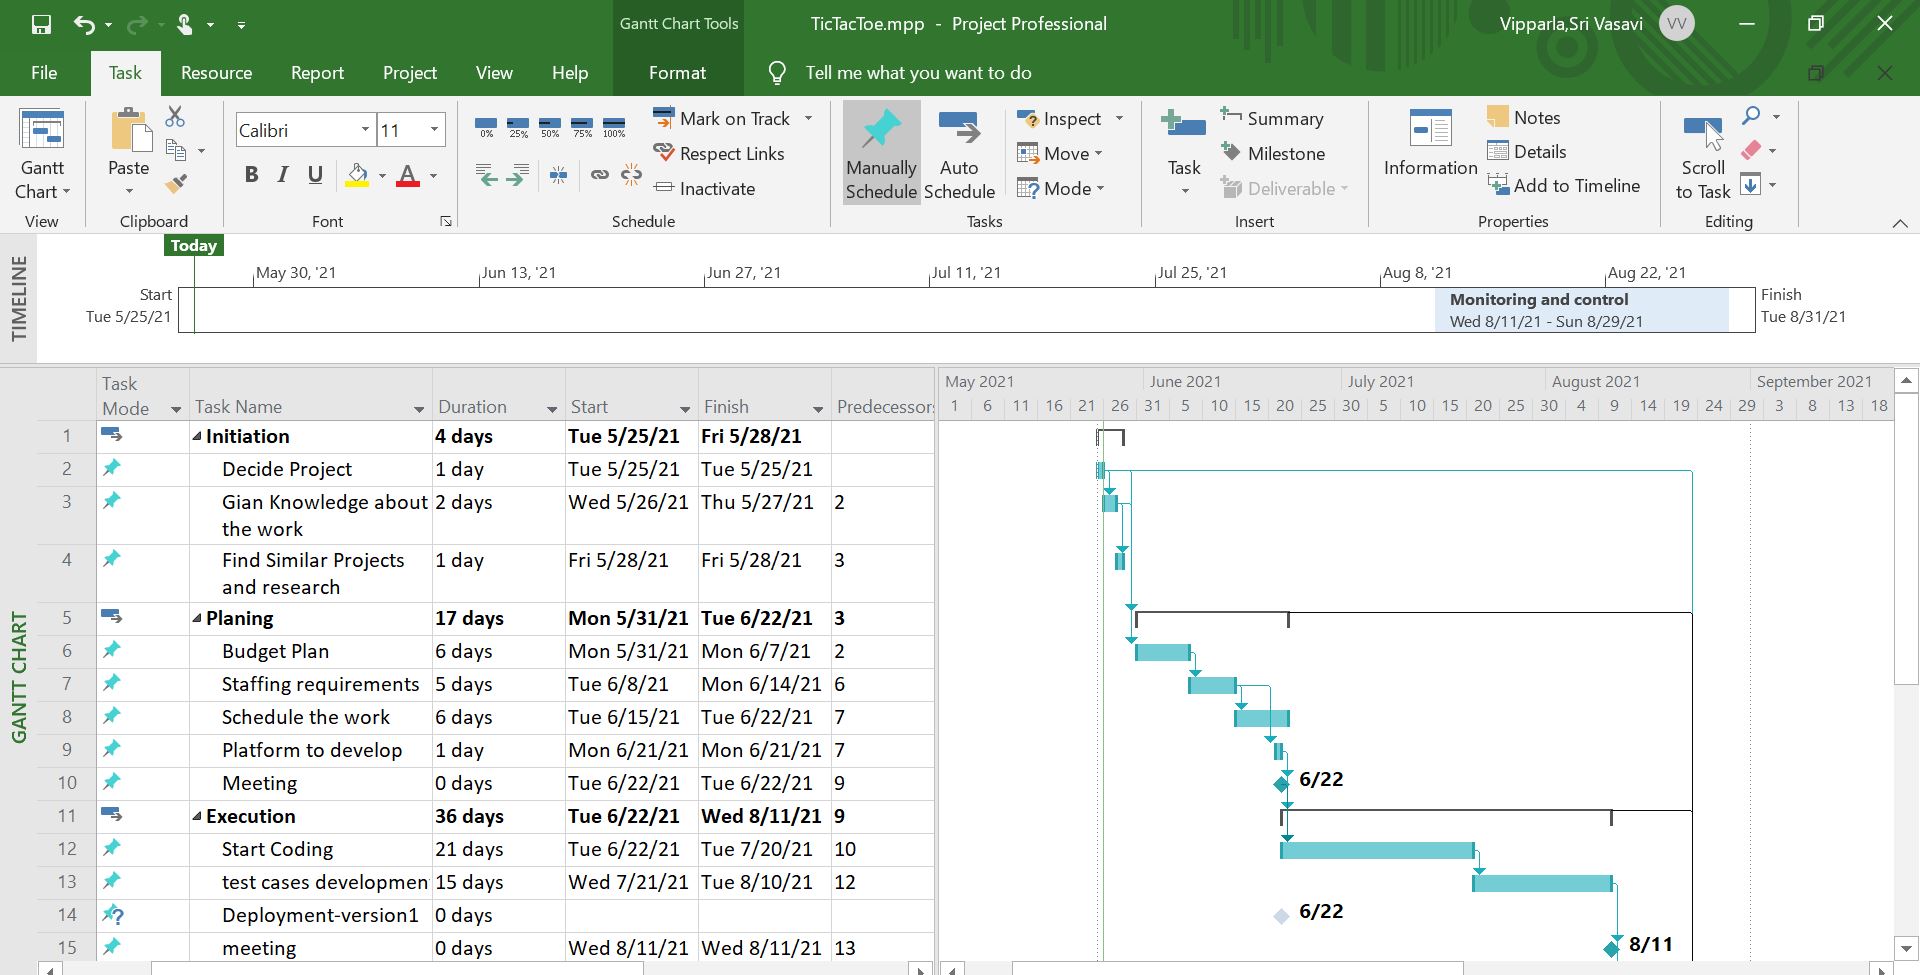 Gantt Chart Tools
TicTacToe.mpp - Project Professional
Vipparla,Sri Vasavi
VV
File Task Resource Report Project View Help Format Tell me what you want to do
Gantt
Chart
View
Paste
Clipboard
Calibri 11
B I U A
Font
0% 25% 50% 75% 100%
Mark on Track
Respect Links
Inactivate
Schedule
Manually
Schedule
Auto
Schedule
Inspect
Move
Mode
Tasks
Task
Summary
Milestone
Deliverable
Insert
Information
Notes
Details
Add to Timeline
Properties
Scroll
to Task
Editing
TIMELINE
Today
May 30, '21 Jun 13, '21 Jun 27, '21 Jul 11, '21 Jul 25, '21 Aug 8, '21 Aug 22, '21
Start
Tue 5/25/21
Monitoring and control
Wed 8/11/21 - Sun 8/29/21
Finish
Tue 8/31/21
GANTT CHART
Task
Mode Task Name Duration Start Finish Predecessors
May 2021 June 2021 July 2021 August 2021 September 2021
1 6 11 16 21 26 31 5 10 15 20 25 30 5 10 15 20 25 30 4 9 14 19 24 29 3 8 13 18
1 Initiation 4 days Tue 5/25/21 Fri 5/28/21
2 Decide Project 1 day Tue 5/25/21 Tue 5/25/21
3 Gian Knowledge about 2 days Wed 5/26/21 Thu 5/27/21 2
the work
4 Find Similar Projects 1 day Fri 5/28/21 Fri 5/28/21 3
and research
5 Planing 17 days Mon 5/31/21 Tue 6/22/21 3
6 Budget Plan 6 days Mon 5/31/21 Mon 6/7/21 2
7 Staffing requirements 5 days Tue 6/8/21 Mon 6/14/21 6
8 Schedule the work 6 days Tue 6/15/21 Tue 6/22/21 7
9 Platform to develop 1 day Mon 6/21/21 Mon 6/21/21 7
10 Meeting 0 days Tue 6/22/21 Tue 6/22/21 9 6/22
11 Execution 36 days Tue 6/22/21 Wed 8/11/21 9
12 Start Coding 21 days Tue 6/22/21 Tue 7/20/21 10
13 test cases developmen 15 days Wed 7/21/21 Tue 8/10/21 12
14 Deployment-version1 0 days 6/22
15 meeting 0 days Wed 8/11/21 Wed 8/11/21 13 8/11